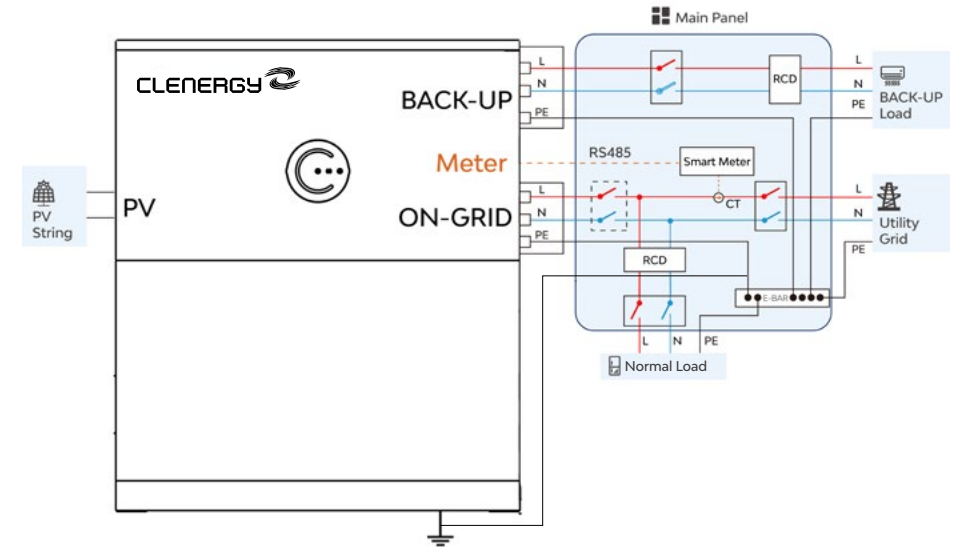 Main Panel
CLENERGY
L
N
PE
BACK-UP
RCD
L
N
PE
BACK-UP
Load
Meter
RS485
Smart Meter
PV
String
PV
L
N
PE
ON-GRID
CT
L
N
PE
Utility
Grid
RCD
E-BAR
L
N
PE
Normal Load